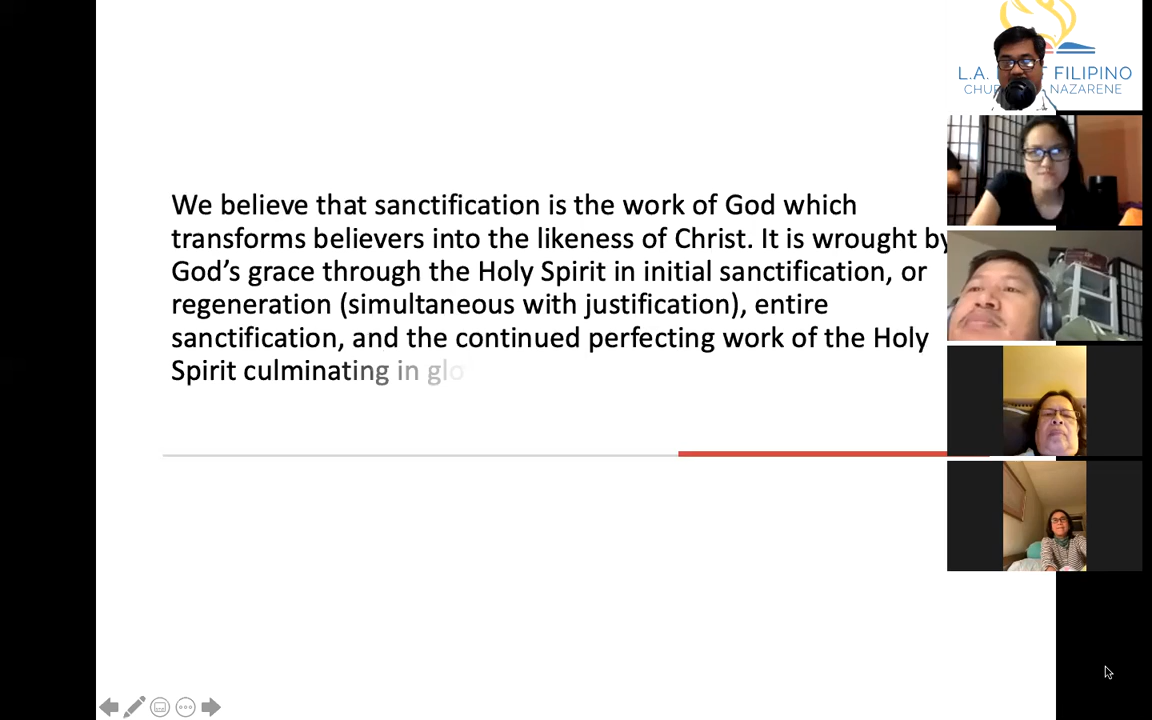 We believe that sanctification is the work of God which
transforms believers into the likeness of Christ. It is wrought by
God’s grace through the Holy Spirit in initial sanctification, or
regeneration (simultaneous with justification), entire
sanctification, and the continued perfecting work of the Holy
Spirit culminating in glo
L.A. FILIPINO
NAZARENE